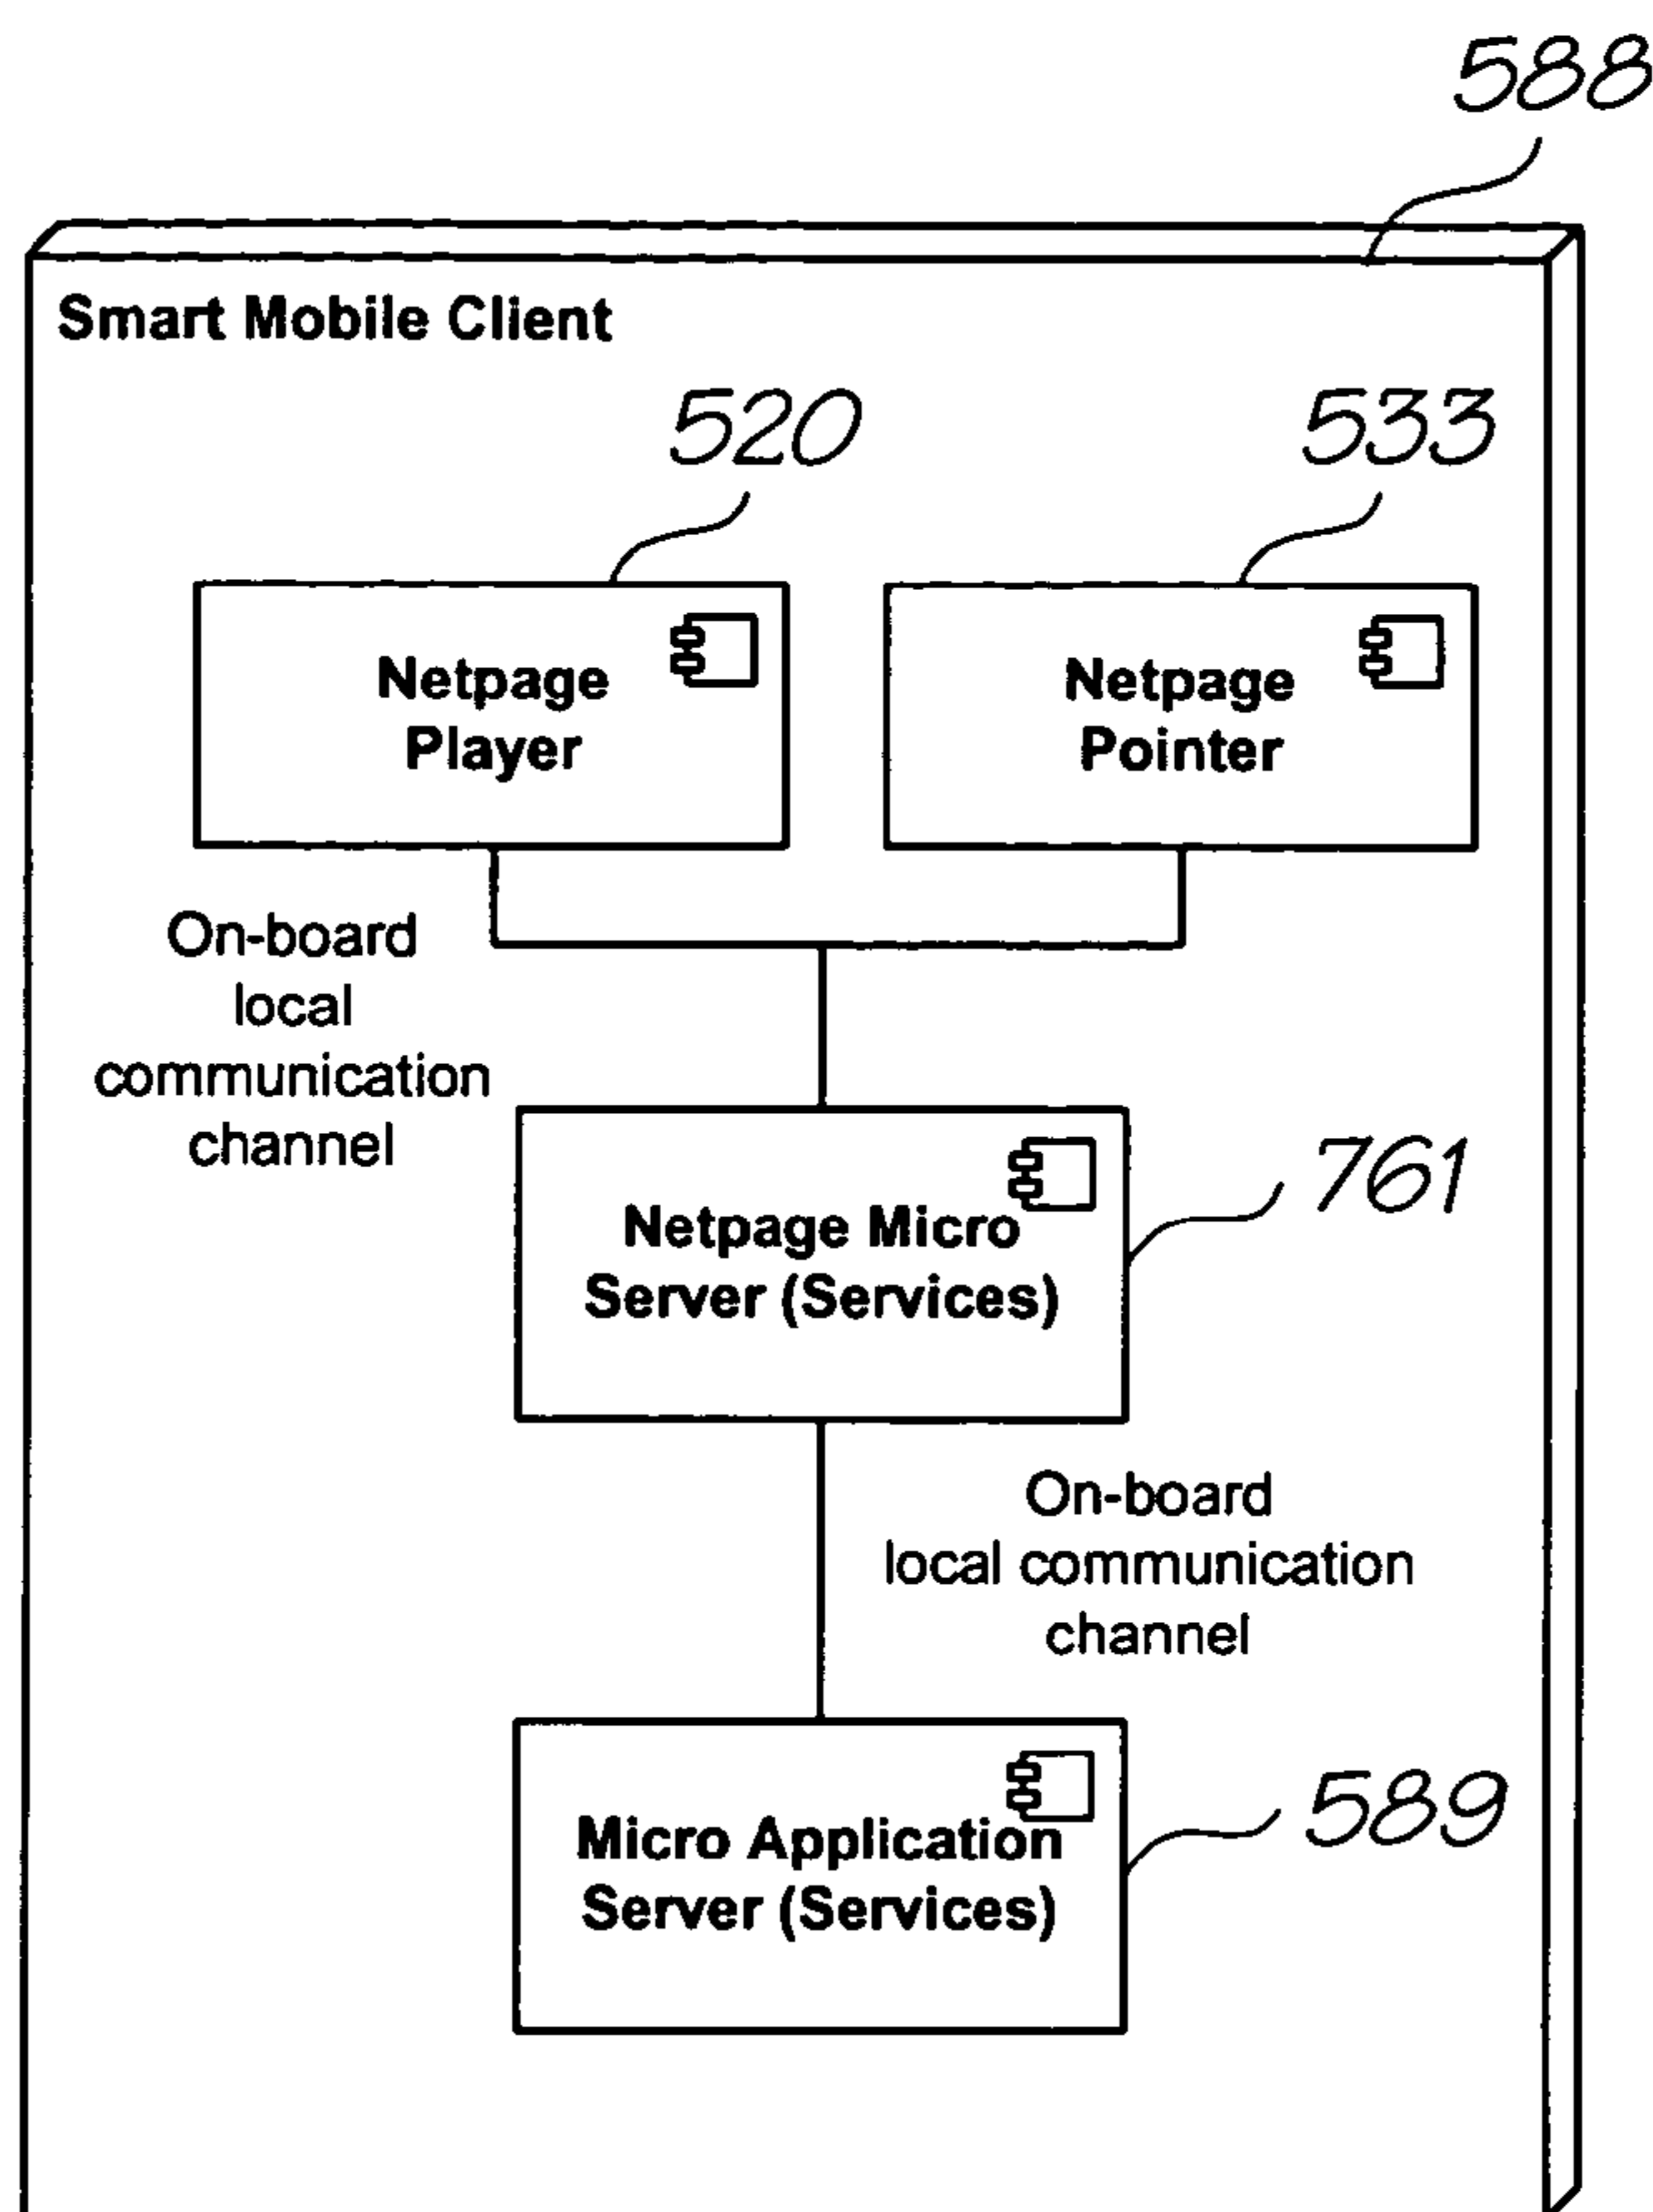 588
Smart Mobile Client
520
533
Netpage
Player
Netpage
Pointer
On-board
local
communication
channel
Netpage Micro
Server (Services)
761
On-board
local communication
channel
Micro Application
Server (Services)
589